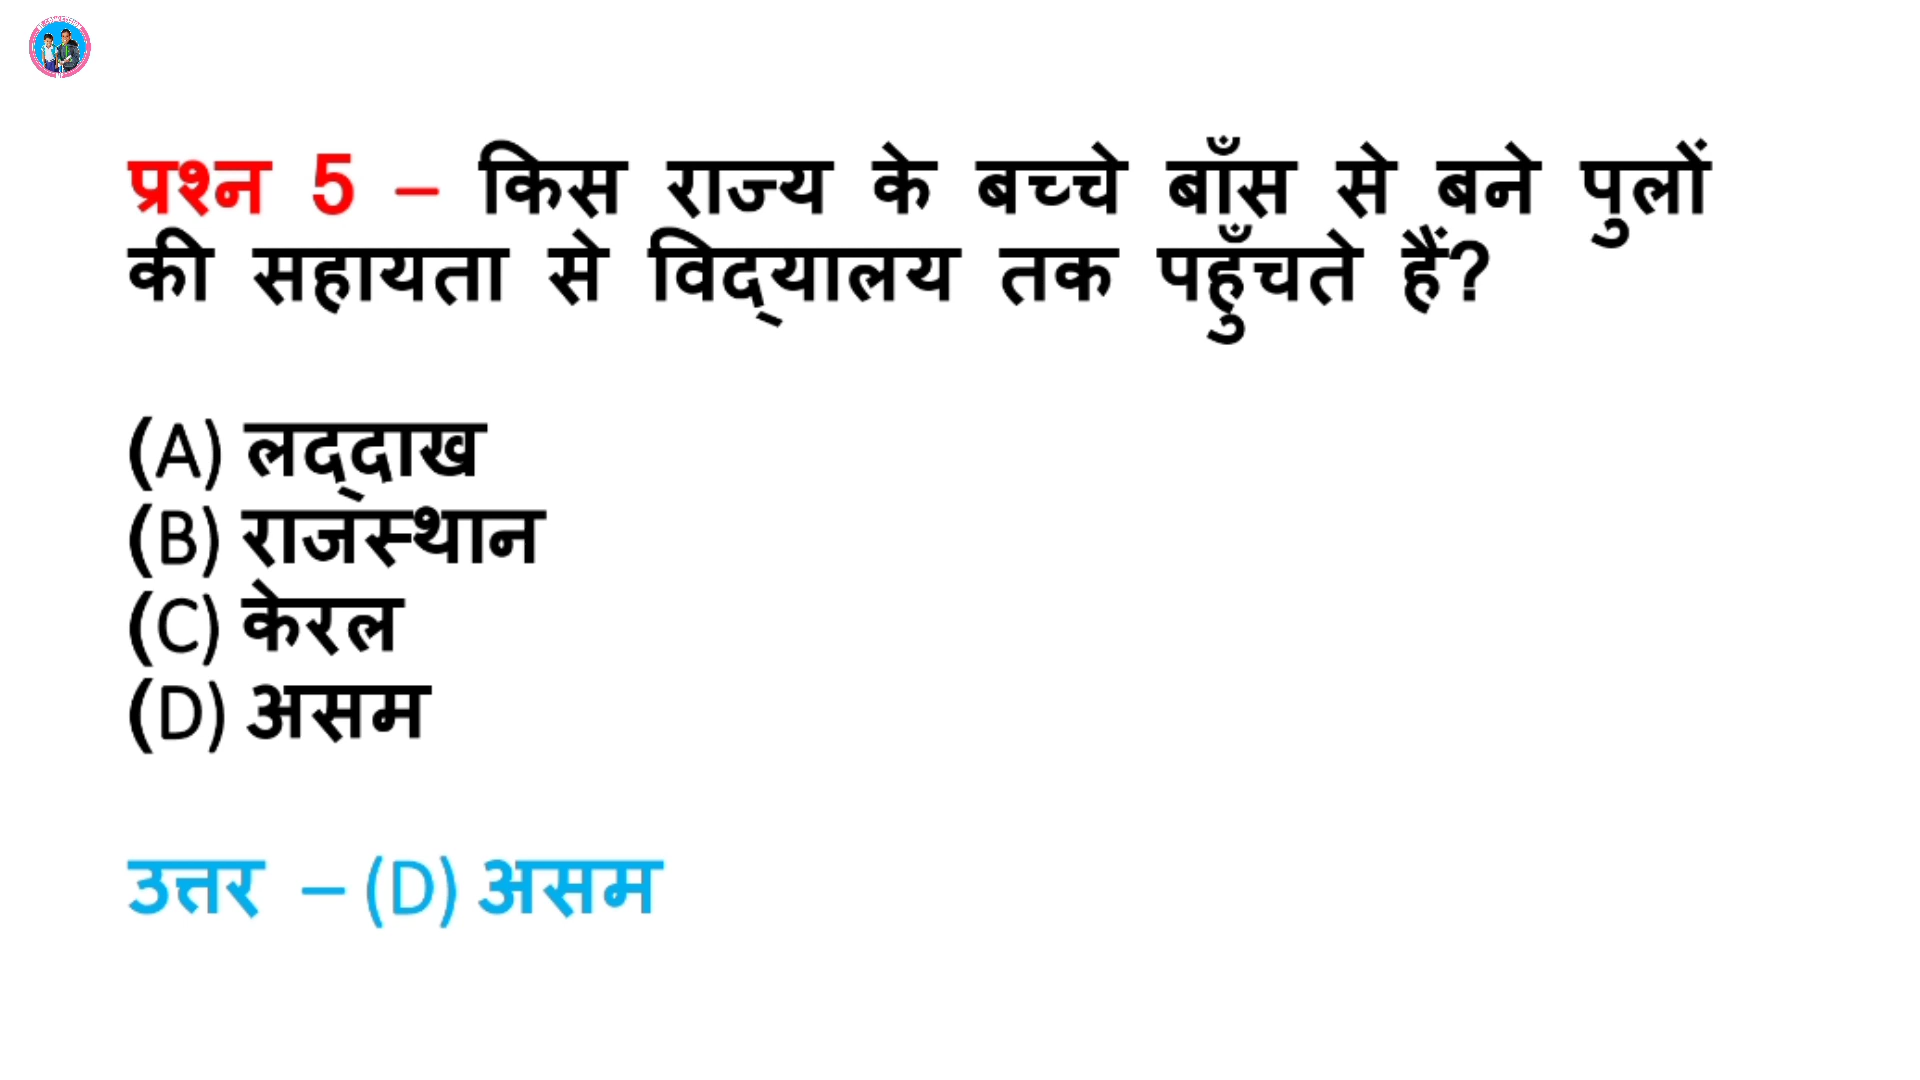 प्रश्न 5 – किस राज्य के बच्चे बाँस से बने पुलों
की सहायता से विद्‌यालय तक पहुँचते हैं?
(A) लद्‌दाख
(B) राजस्थान
(C) केरल
(D) असम
उत्तर – (D) असम